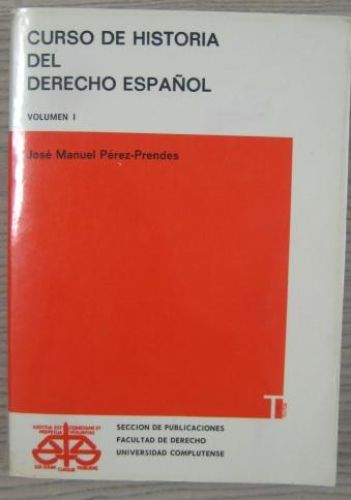 CURSO DE HISTORIA
DEL
DERECHO ESPAÑOL
VOLUMEN I
José Manuel Pérez-Prendes
T
SECCION DE PUBLICACIONES
FACULTAD DE DERECHO
UNIVERSIDAD COMPLUTENSE